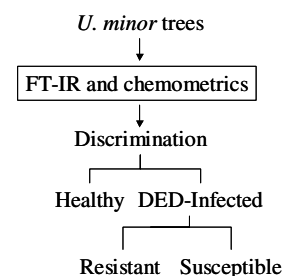 U. minor trees
FT-IR and chemometrics
Discrimination
Healthy DED-Infected
Resistant Susceptible